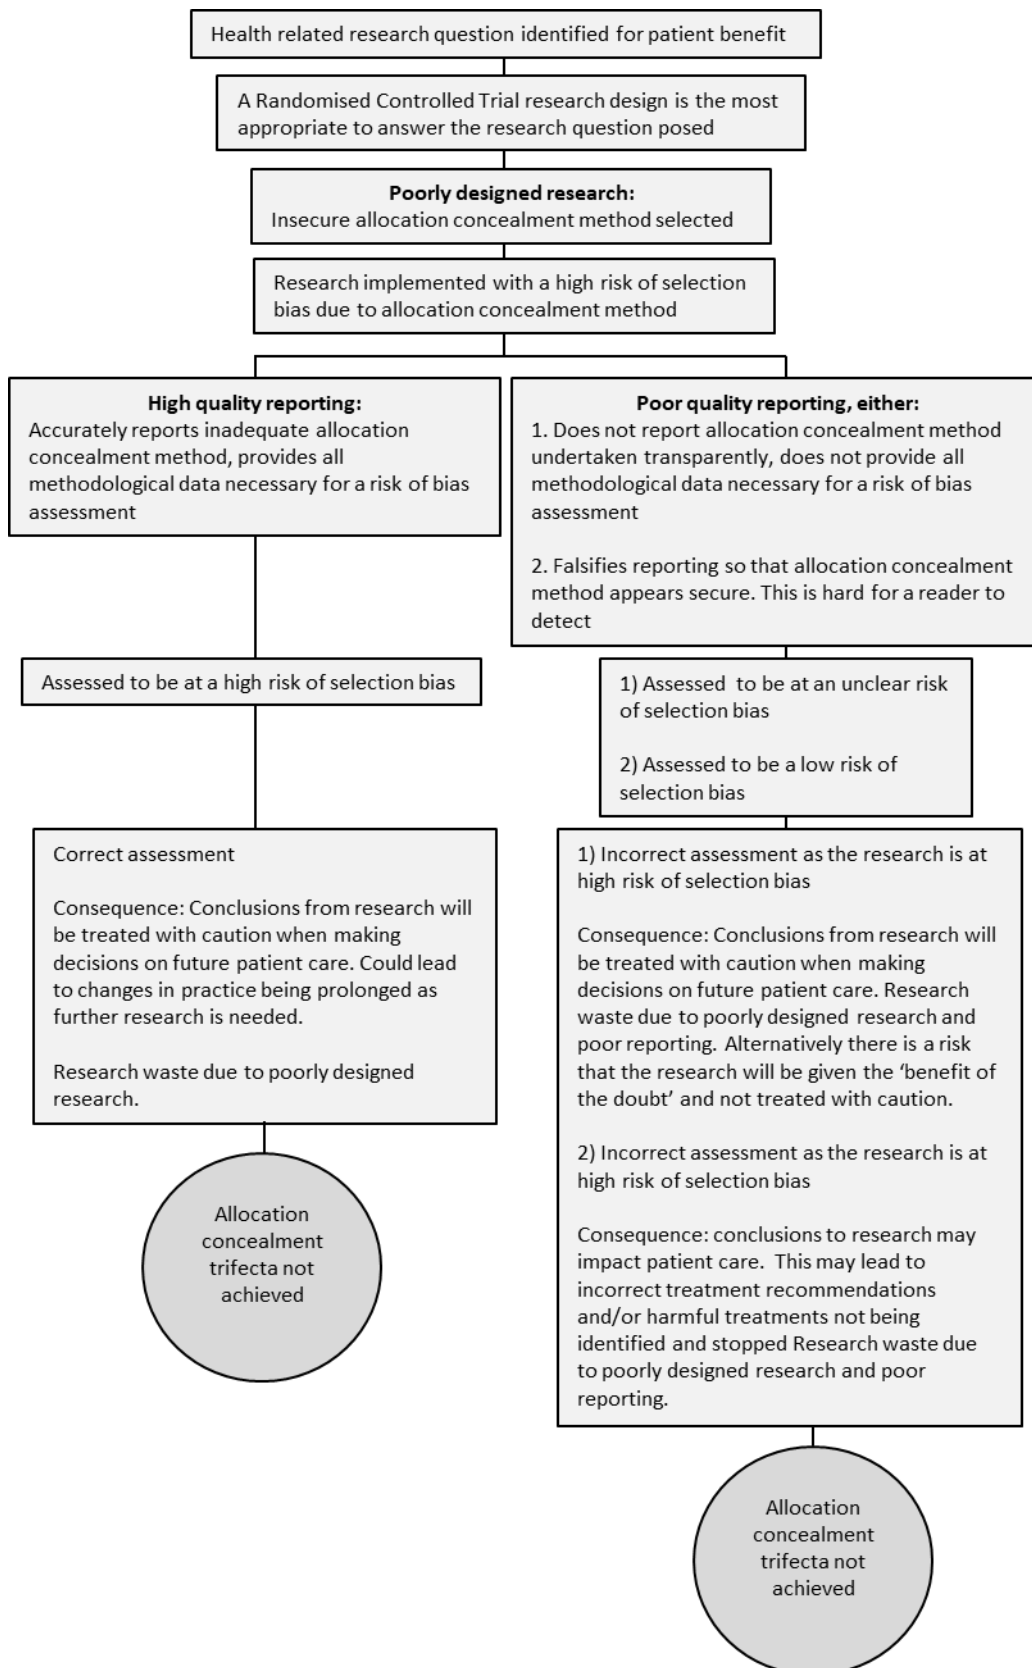 Health related research question identified for patient benefit
A Randomised Controlled Trial research design is the most
appropriate to answer the research question posed
Poorly designed research:
Insecure allocation concealment method selected
Research implemented with a high risk of selection
bias due to allocation concealment method
High quality reporting:
Accurately reports inadequate allocation
concealment method, provides all
methodological data necessary for a risk of bias
assessment
Poor quality reporting, either:
1. Does not report allocation concealment method
undertaken transparently, does not provide all
methodological data necessary for a risk of bias
assessment
2. Falsifies reporting so that allocation concealment
method appears secure. This is hard for a reader to
detect
Assessed to be at a high risk of selection bias
1) Assessed to be at an unclear risk
of selection bias
2) Assessed to be a low risk of
selection bias
Correct assessment
Consequence: Conclusions from research will
be treated with caution when making
decisions on future patient care. Could lead
to changes in practice being prolonged as
further research is needed.
Research waste due to poorly designed
research.
1) Incorrect assessment as the research is at
high risk of selection bias
Consequence: Conclusions from research will
be treated with caution when making
decisions on future patient care. Research
waste due to poorly designed research and
poor reporting. Alternatively there is a risk
that the research will be given the ‘benefit of
the doubt’ and not treated with caution.
2) Incorrect assessment as the research is at
high risk of selection bias
Consequence: conclusions to research may
impact patient care. This may lead to
incorrect treatment recommendations
and/or harmful treatments not being
identified and stopped Research waste due
to poorly designed research and poor
reporting.
Allocation
concealment
trifecta not
achieved
Allocation
concealment
trifecta not
achieved